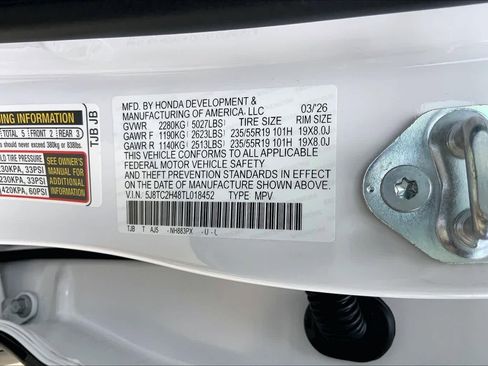 ING INFORMATION
TOTAL 5 FRONT 2 REAR 3
should never exceed 380kg or 838lbs.
TIRE PRESSURE
230KPA, 33PSI
230KPA, 33PSI
420KPA, 60PSI
SEE OWNER'S
MANUAL FOR
ADDITIONAL
INFORMATION
TJB JB
MFD. BY HONDA DEVELOPMENT &
MANUFACTURING OF AMERICA, LLC 03/'26
GVWR 2280KG( 5027LBS) TIRE SIZE RIM SIZE
GAWR F 1190KG( 2623LBS) 235/55R19 101H 19X8.0J
GAWR R 1140KG( 2513LBS) 235/55R19 101H 19X8.0J
THIS VEHICLE CONFORMS TO ALL APPLICABLE
FEDERAL MOTOR VEHICLE SAFETY
AND THEFT PREVENTION STANDARDS IN EFFECT
ON THE DATE OF MANUFACTURE SHOWN ABOVE.
V.I.N.: 5J8TC2H48TL018452 TYPE: MPV
TJB T AJ5 -NH883PX -U-